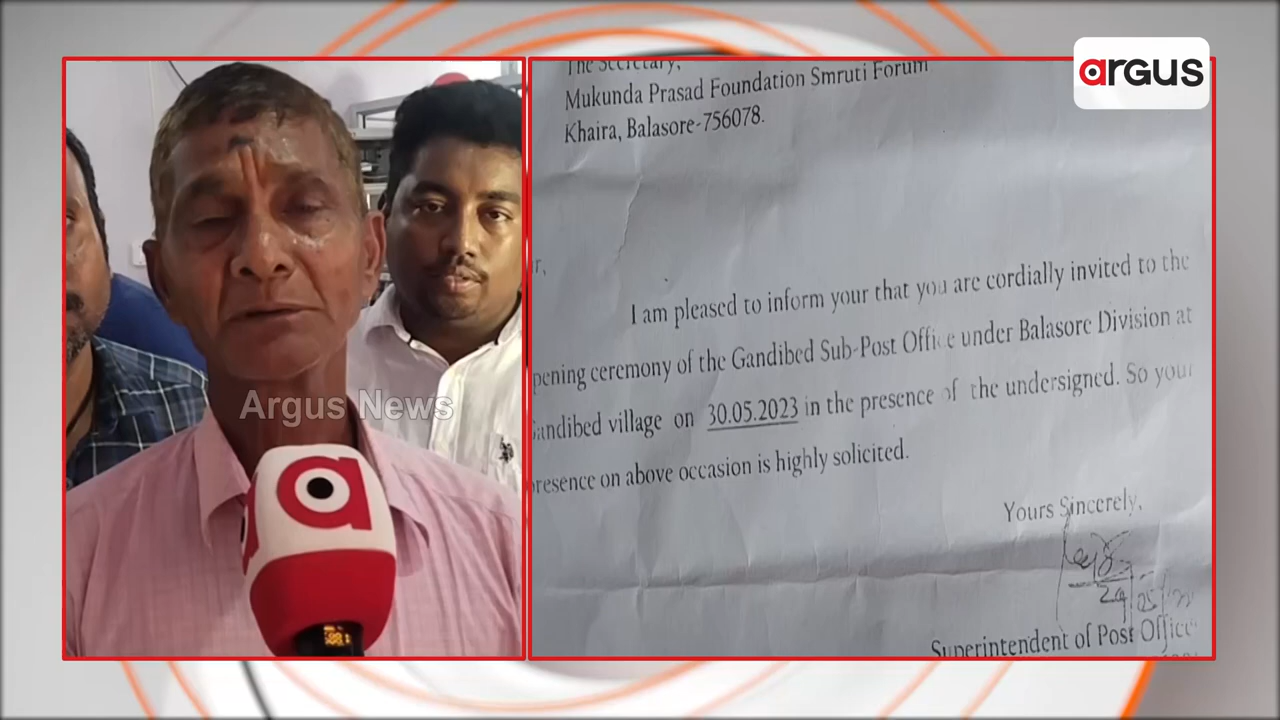 argus
The Secretary,
Mukunda Prasad Foundation Smruti Forum
Khaira, Balasore-756078.
I am pleased to inform your that you are cordially invited to the
pening ceremony of the Gandibed Sub-Post Office under Balasore Division at
Gandibed village on 30.05.2023 in the presence of the undersigned. So your
presence on above occasion is highly solicited.
Yours Sincerely,
Superintendent of Post Office
Argus News